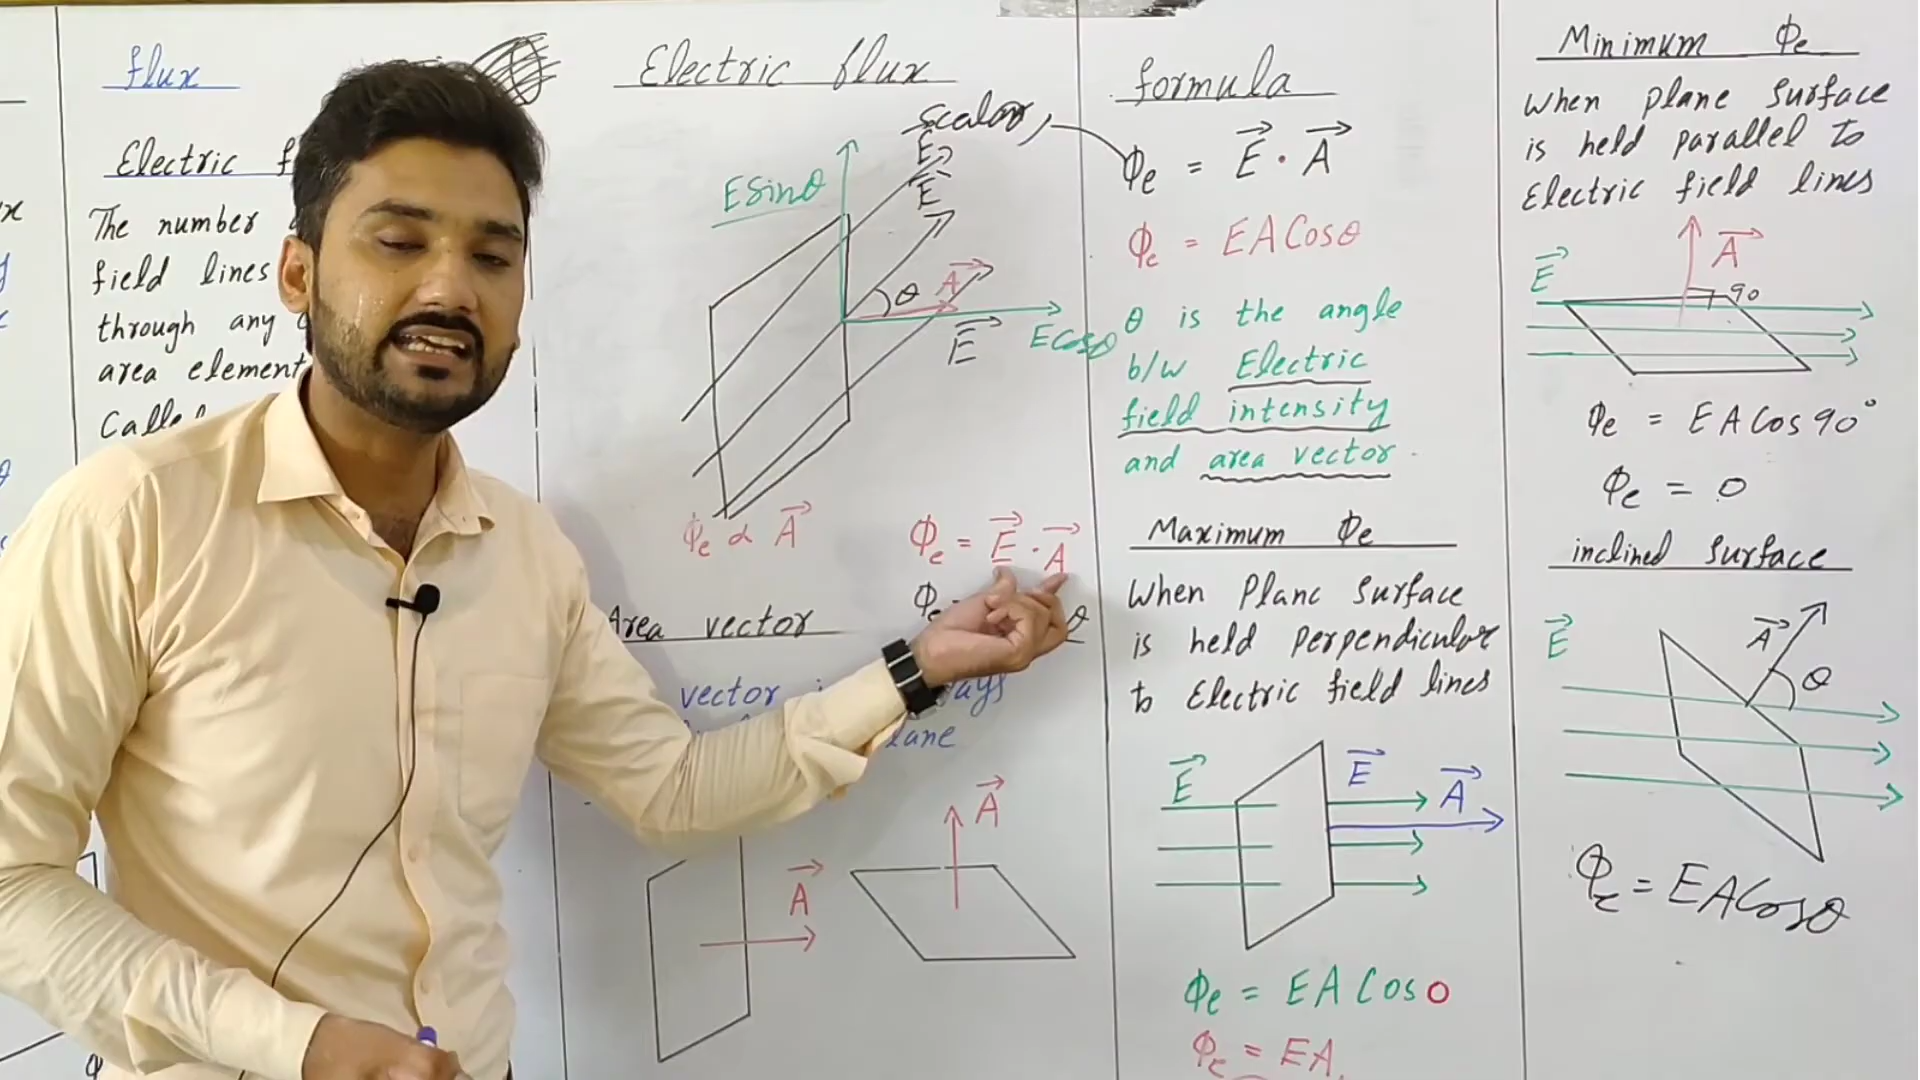 flux
Electric
The number
field lines
through any
area element
Electric flux
scalar,
Esinθ
E
E
θ
A
E
Ecosθ
Φe ∝ A
Φe = E · A
Φe =
θ
Area vector
vector
lane
A
A
formula
Φe = E · A
Φe = EACosθ
θ is the angle
b/w Electric
field intensity
and area vector.
Maximum Φe
When Plane surface
is held perpendicular
to Electric field lines
E
E
A
Φe = EACos0
Φe = EA
Minimum Φe
When plane surface
is held parallel to
Electric field lines
E
A
90
Φe = EACos90°
Φe = 0
inclined surface
E
A
θ
Φe = EACosθ